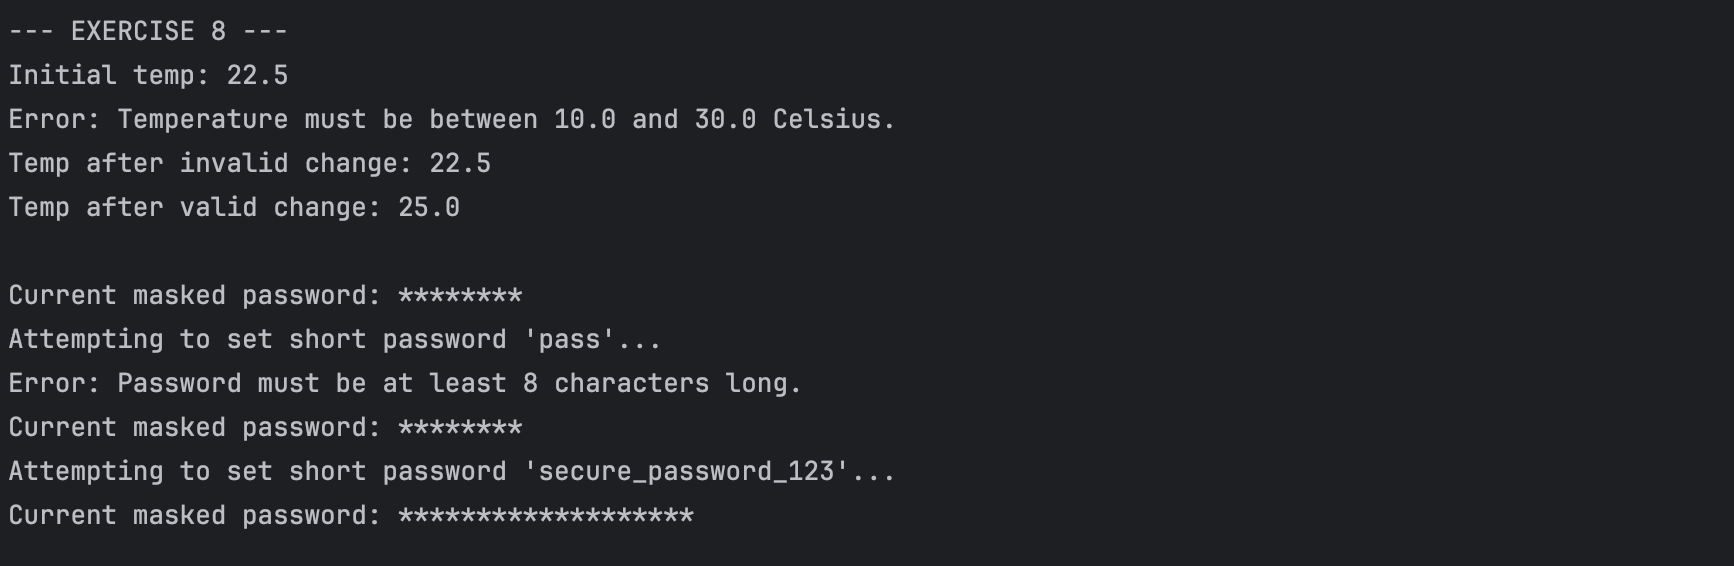 --- EXERCISE 8 ---
Initial temp: 22.5
Error: Temperature must be between 10.0 and 30.0 Celsius.
Temp after invalid change: 22.5
Temp after valid change: 25.0
Current masked password: ********
Attempting to set short password 'pass'...
Error: Password must be at least 8 characters long.
Current masked password: ********
Attempting to set short password 'secure_password_123'...
Current masked password: *******************